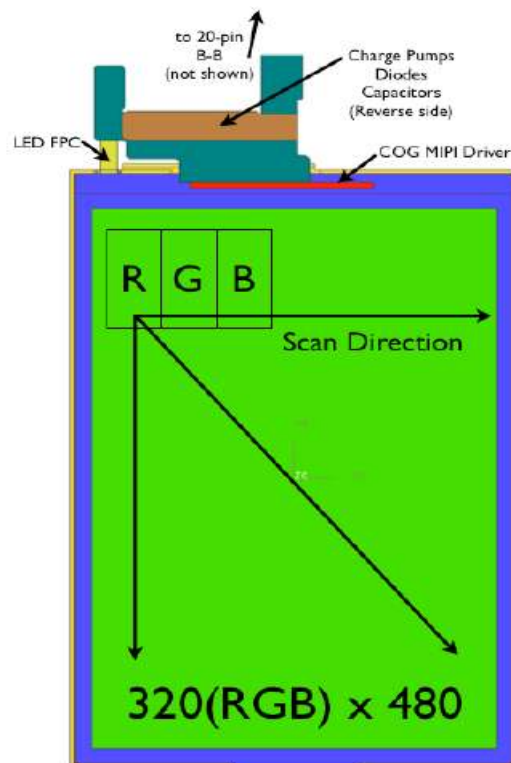 to 20-pin
B-B
(not shown)
Charge Pumps
Diodes
Capacitors
(Reverse side)
LED FPC
COG MIPI Driver
R G B
Scan Direction
320(RGB) x 480